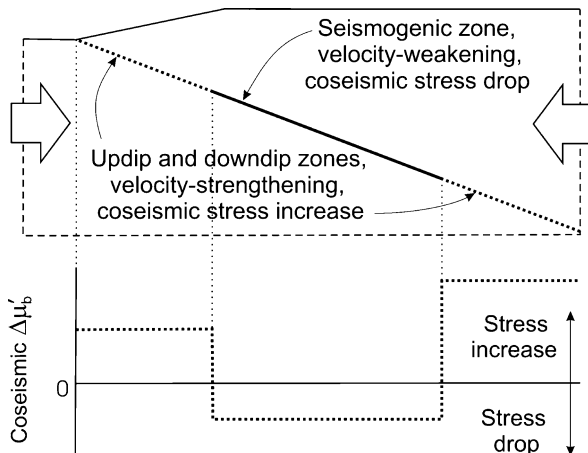 Seismogenic zone,
velocity-weakening,
coseismic stress drop
Updip and downdip zones,
velocity-strengthening,
coseismic stress increase
Coseismic Δμ′b
0
Stress
increase
Stress
drop